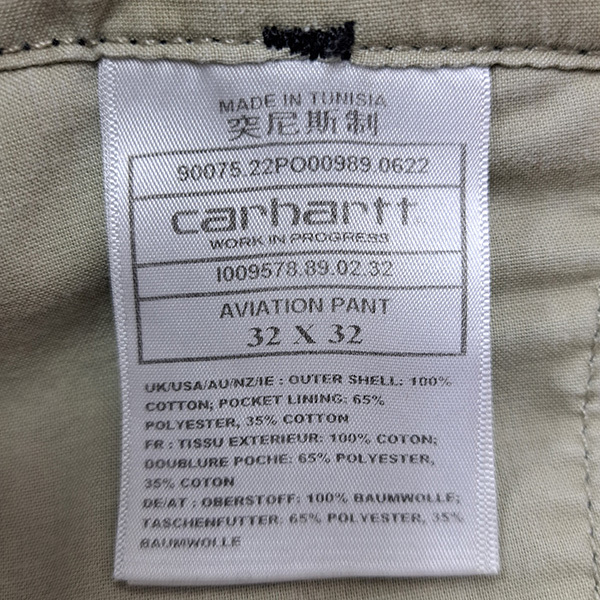 MADE IN TUNISIA
突尼斯制
90075.22PO00989.0622
carhartt
WORK IN PROGRESS
I009578.89.02.32
AVIATION PANT
32 X 32
UK/USA/AU/NZ/IE : OUTER SHELL: 100%
COTTON; POCKET LINING: 65%
POLYESTER, 35% COTTON
FR : TISSU EXTERIEUR: 100% COTON;
DOUBLURE POCHE: 65% POLYESTER,
35% COTON
DE/AT : OBERSTOFF: 100% BAUMWOLLE;
TASCHENFUTTER: 65% POLYESTER, 35%
BAUMWOLLE